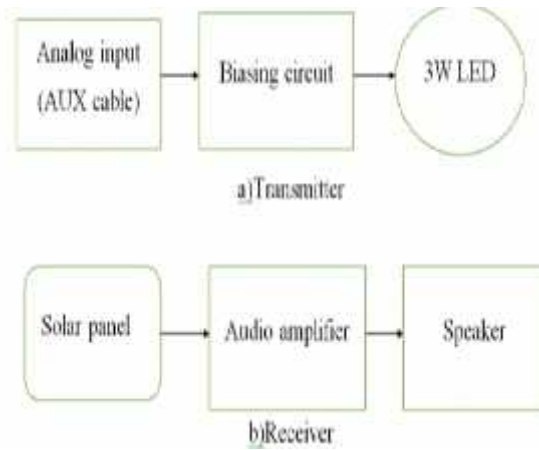 Analog input
(AUX cable)
Biasing circuit
3W LED
a)Transmitter
Solar panel
Audio amplifier
Speaker
b)Receiver